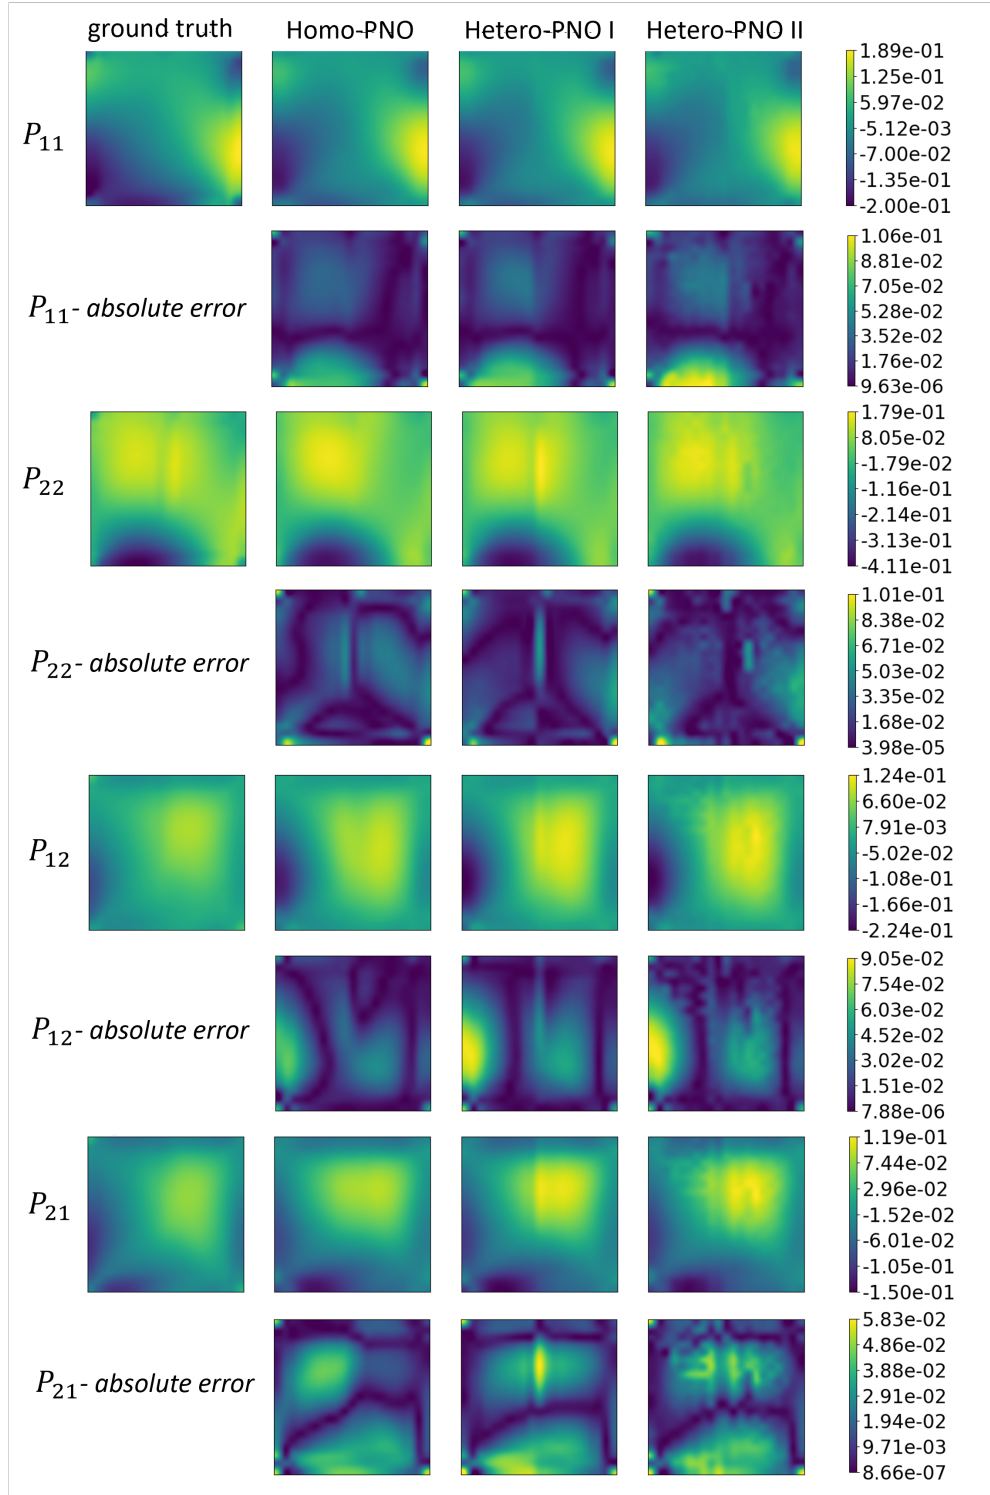 ground truth Homo-PNO Hetero-PNO I Hetero-PNO II
P11
1.89e-01
1.25e-01
5.97e-02
-5.12e-03
-7.00e-02
-1.35e-01
-2.00e-01
P11- absolute error
1.06e-01
8.81e-02
7.05e-02
5.28e-02
3.52e-02
1.76e-02
9.63e-06
P22
1.79e-01
8.05e-02
-1.79e-02
-1.16e-01
-2.14e-01
-3.13e-01
-4.11e-01
P22- absolute error
1.01e-01
8.38e-02
6.71e-02
5.03e-02
3.35e-02
1.68e-02
3.98e-05
P12
1.24e-01
6.60e-02
7.91e-03
-5.02e-02
-1.08e-01
-1.66e-01
-2.24e-01
P12- absolute error
9.05e-02
7.54e-02
6.03e-02
4.52e-02
3.02e-02
1.51e-02
7.88e-06
P21
1.19e-01
7.44e-02
2.96e-02
-1.52e-02
-6.01e-02
-1.05e-01
-1.50e-01
P21- absolute error
5.83e-02
4.86e-02
3.88e-02
2.91e-02
1.94e-02
9.71e-03
8.66e-07